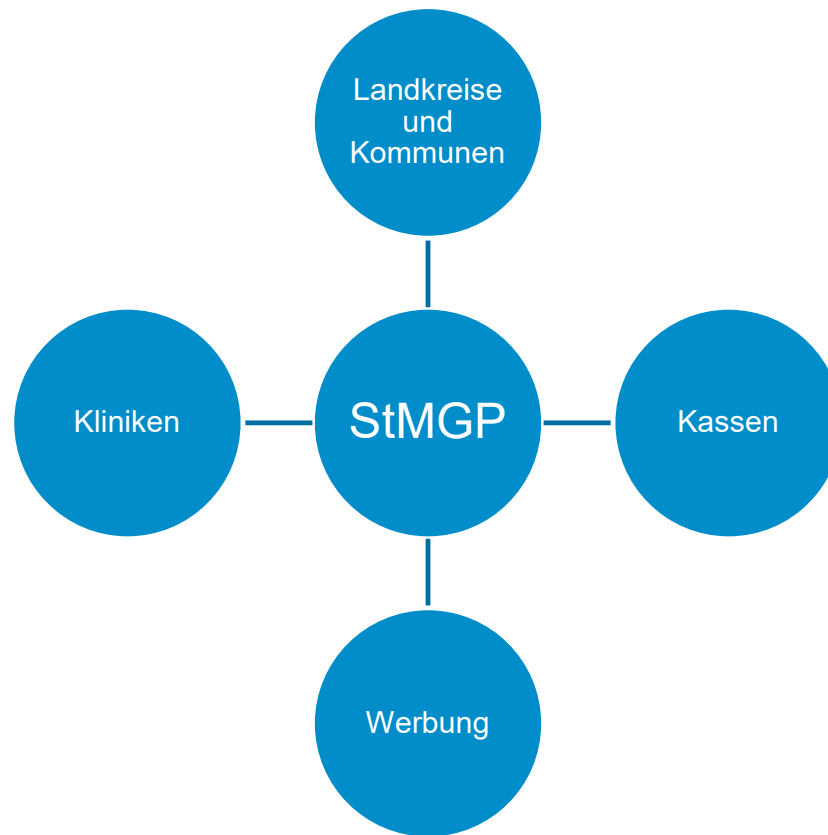 Landkreise
und
Kommunen
Kliniken
StMGP
Kassen
Werbung